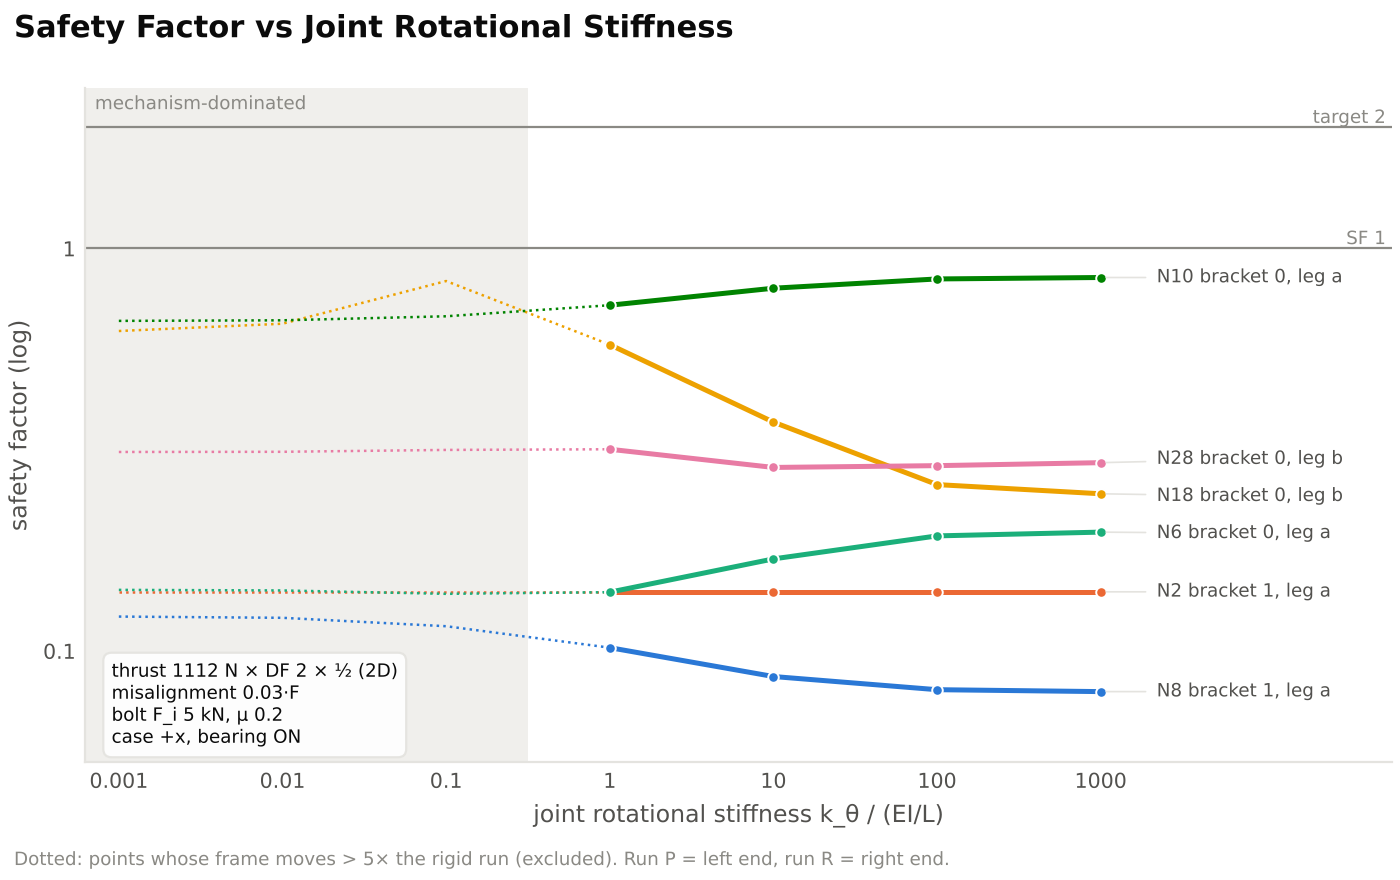 Safety Factor vs Joint Rotational Stiffness
mechanism-dominated
target 2
SF 1
1
0.1
safety factor (log)
N10 bracket 0, leg a
N28 bracket 0, leg b
N18 bracket 0, leg b
N6 bracket 0, leg a
N2 bracket 1, leg a
N8 bracket 1, leg a
thrust 1112 N × DF 2 × ½ (2D)
misalignment 0.03·F
bolt F_i 5 kN, μ 0.2
case +x, bearing ON
0.001 0.01 0.1 1 10 100 1000
joint rotational stiffness k_θ / (EI/L)
Dotted: points whose frame moves > 5× the rigid run (excluded). Run P = left end, run R = right end.